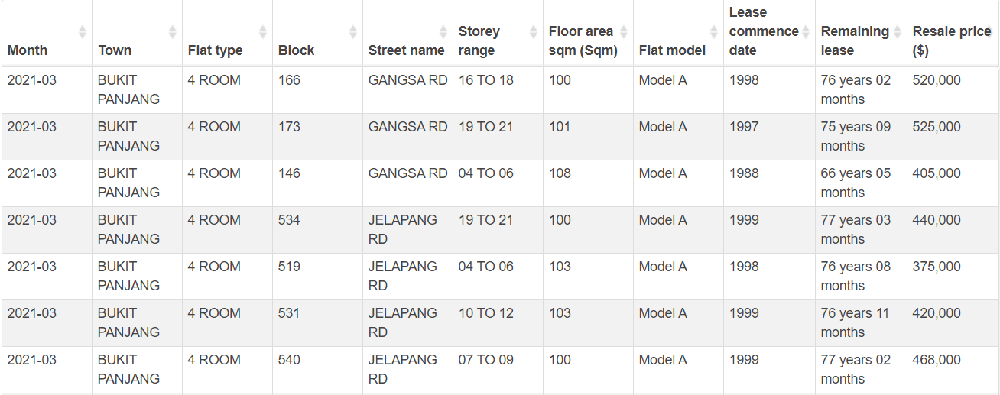 Month Town Flat type Block Street name Storey range Floor area sqm (Sqm) Flat model Lease commence date Remaining lease Resale price ($)
2021-03 BUKIT PANJANG 4 ROOM 166 GANGSA RD 16 TO 18 100 Model A 1998 76 years 02 months 520,000
2021-03 BUKIT PANJANG 4 ROOM 173 GANGSA RD 19 TO 21 101 Model A 1997 75 years 09 months 525,000
2021-03 BUKIT PANJANG 4 ROOM 146 GANGSA RD 04 TO 06 108 Model A 1988 66 years 05 months 405,000
2021-03 BUKIT PANJANG 4 ROOM 534 JELAPANG RD 19 TO 21 100 Model A 1999 77 years 03 months 440,000
2021-03 BUKIT PANJANG 4 ROOM 519 JELAPANG RD 04 TO 06 103 Model A 1998 76 years 08 months 375,000
2021-03 BUKIT PANJANG 4 ROOM 531 JELAPANG RD 10 TO 12 103 Model A 1999 76 years 11 months 420,000
2021-03 BUKIT PANJANG 4 ROOM 540 JELAPANG RD 07 TO 09 100 Model A 1999 77 years 02 months 468,000